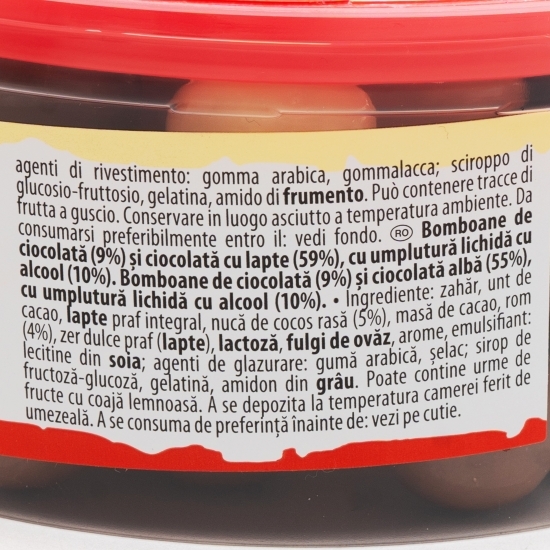 agenti di rivestimento: gomma arabica, gommalacca; sciroppo di
glucosio-fruttosio, gelatina, amido di frumento. Può contenere tracce di
frutta a guscio. Conservare in luogo asciutto a temperatura ambiente. Da
consumarsi preferibilmente entro il: vedi fondo. RO Bomboane de
ciocolată (9%) și ciocolată cu lapte (59%), cu umplutură lichidă cu
alcool (10%). Bomboane de ciocolată (9%) și ciocolată albă (55%),
cu umplutură lichidă cu alcool (10%). • Ingrediente: zahăr, unt de
cacao, lapte praf integral, nucă de cocos rasă (5%), masă de cacao, rom
(4%), zer dulce praf (lapte), lactoză, fulgi de ovăz, arome, emulsifiant:
lecitine din soia; agenti de glazurare: gumă arabică, șelac; sirop de
fructoză-glucoză, gelatină, amidon din grâu. Poate contine urme de
fructe cu coajă lemnoasă. A se depozita la temperatura camerei ferit de
umezeală. A se consuma de preferință înainte de: vezi pe cutie.